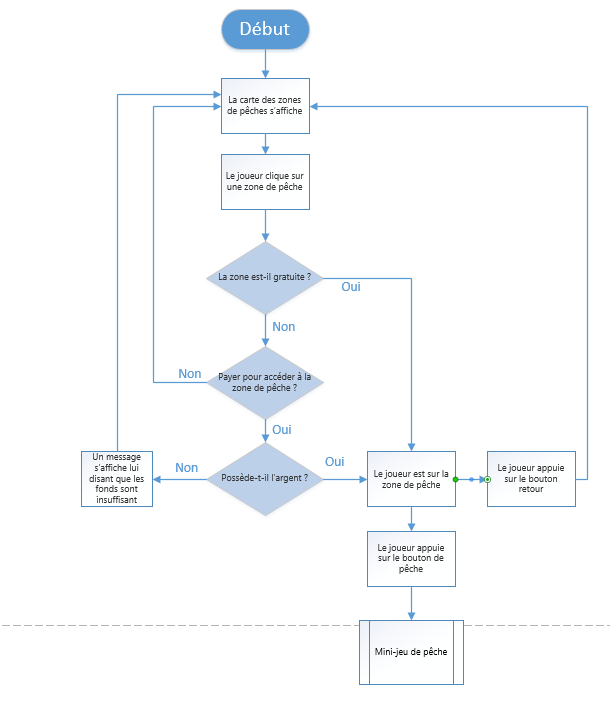 Début
La carte des zones
de pêches s'affiche
Le joueur clique sur
une zone de pêche
La zone est-il gratuite ?
Oui
Non
Non
Payer pour accéder à la
zone de pêche ?
Oui
Un message
s'affiche lui
disant que les
fonds sont
insuffisant
Non
Possède-t-il l'argent ?
Oui
Le joueur est sur la
zone de pêche
Le joueur appuie
sur le bouton
retour
Le joueur appuie
sur le bouton de
pêche
Mini-jeu de pêche